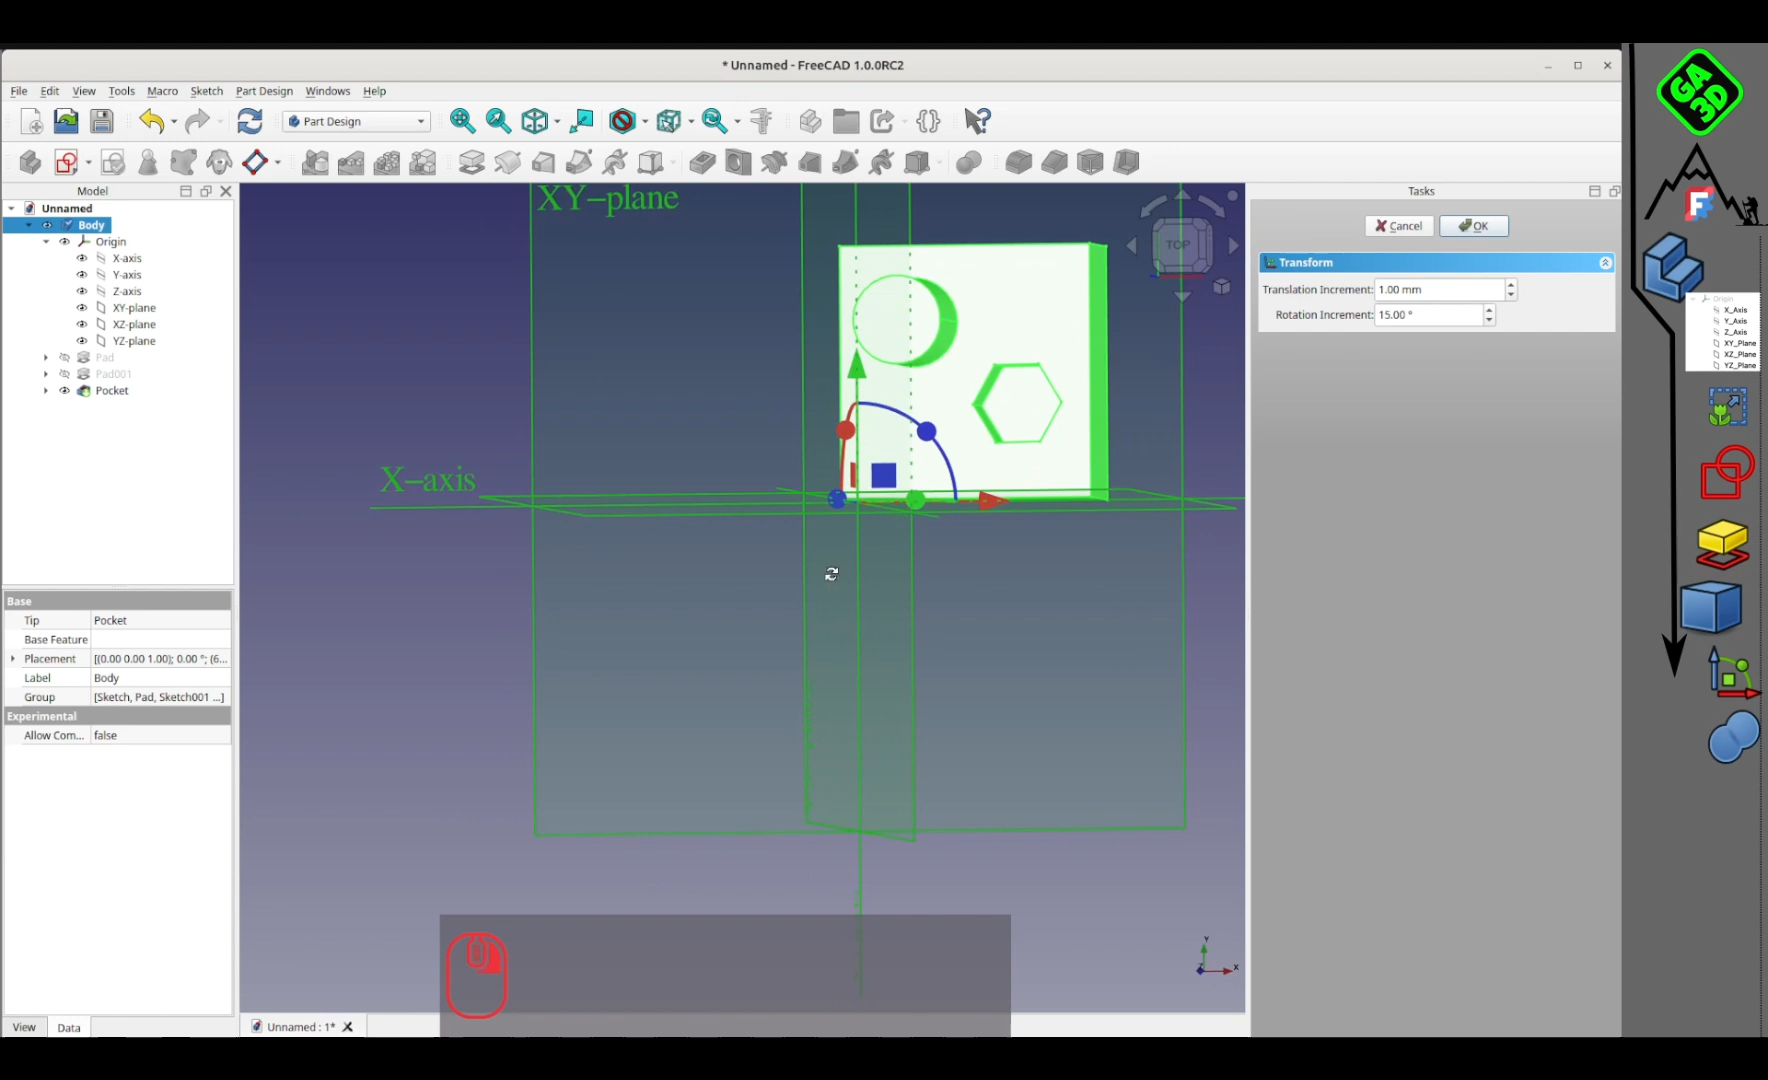 * Unnamed - FreeCAD 1.0.0RC2
File Edit View Tools Macro Sketch Part Design Windows Help
Part Design
Model
Unnamed
Body
Origin
X-axis
Y-axis
Z-axis
XY-plane
XZ-plane
YZ-plane
Pad
Pad001
Pocket
Base
Tip Pocket
Base Feature
Placement [(0.00 0.00 1.00); 0.00 °; (6...
Label Body
Group [Sketch, Pad, Sketch001 ...]
Experimental
Allow Com... false
View Data
XY-plane
X-axis
TOP
Y
Z
X
Unnamed : 1*
Tasks
Cancel OK
Transform
Translation Increment: 1.00 mm
Rotation Increment: 15.00 °
GA
3D
F
Origin
X_Axis
Y_Axis
Z_Axis
XY_Plane
XZ_Plane
YZ_Plane